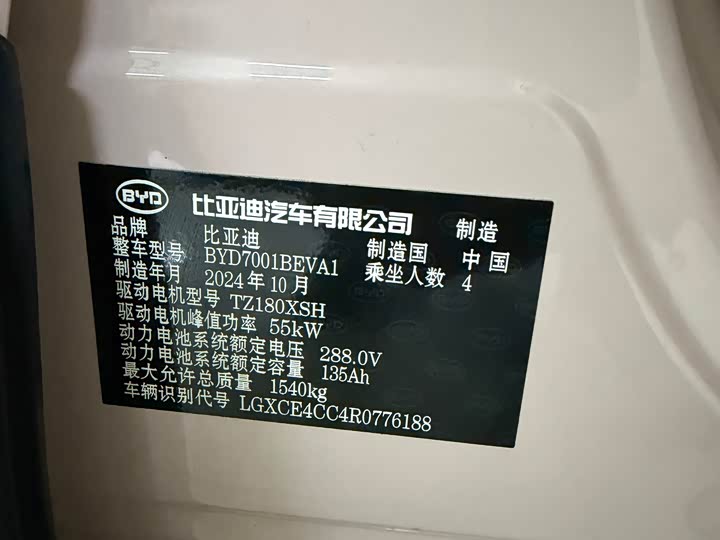 BYD 比亚迪汽车有限公司 制造
品牌 比亚迪 制造国 中国
整车型号 BYD7001BEVA1 乘坐人数 4
制造年月 2024年10月
驱动电机型号 TZ180XSH
驱动电机峰值功率 55kW
动力电池系统额定电压 288.0V
动力电池系统额定容量 135Ah
最大允许总质量 1540kg
车辆识别代号 LGXCE4CC4R0776188